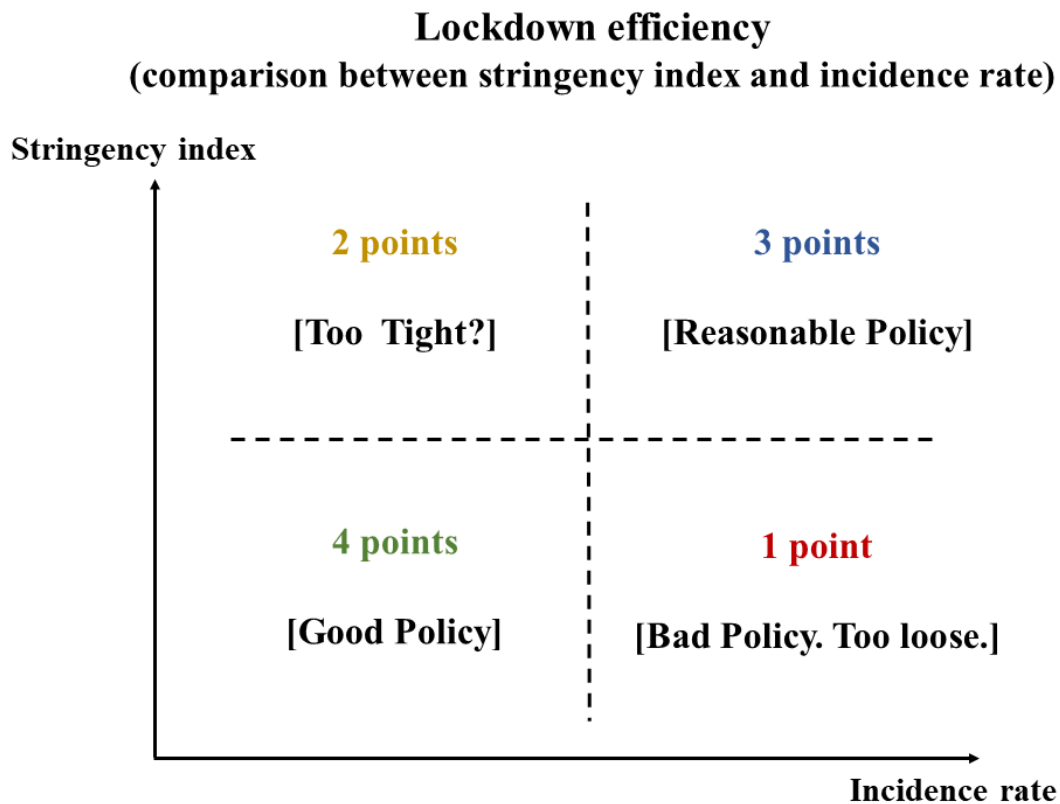 Lockdown efficiency
(comparison between stringency index and incidence rate)
Stringency index
2 points
3 points
[Too Tight?]
[Reasonable Policy]
4 points
1 point
[Good Policy]
[Bad Policy. Too loose.]
Incidence rate